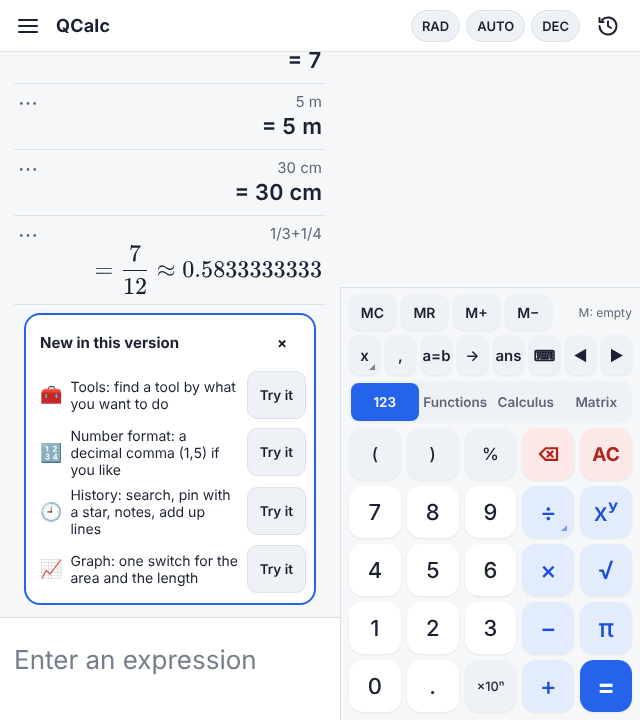 QCalc
RAD AUTO DEC
= 7
5 m
= 5 m
30 cm
= 30 cm
1/3+1/4
= 7/12 ≈ 0.5833333333
New in this version ×
Tools: find a tool by what
you want to do
Try it
Number format: a
decimal comma (1,5) if
you like
Try it
History: search, pin with
a star, notes, add up
lines
Try it
Graph: one switch for the
area and the length
Try it
Enter an expression
MC MR M+ M− M: empty
x , a=b → ans ⌨ ◀ ▶
123 Functions Calculus Matrix
( ) % ⌫ AC
7 8 9 ÷ xʸ
4 5 6 × √
1 2 3 − π
0 . ×10ⁿ + =